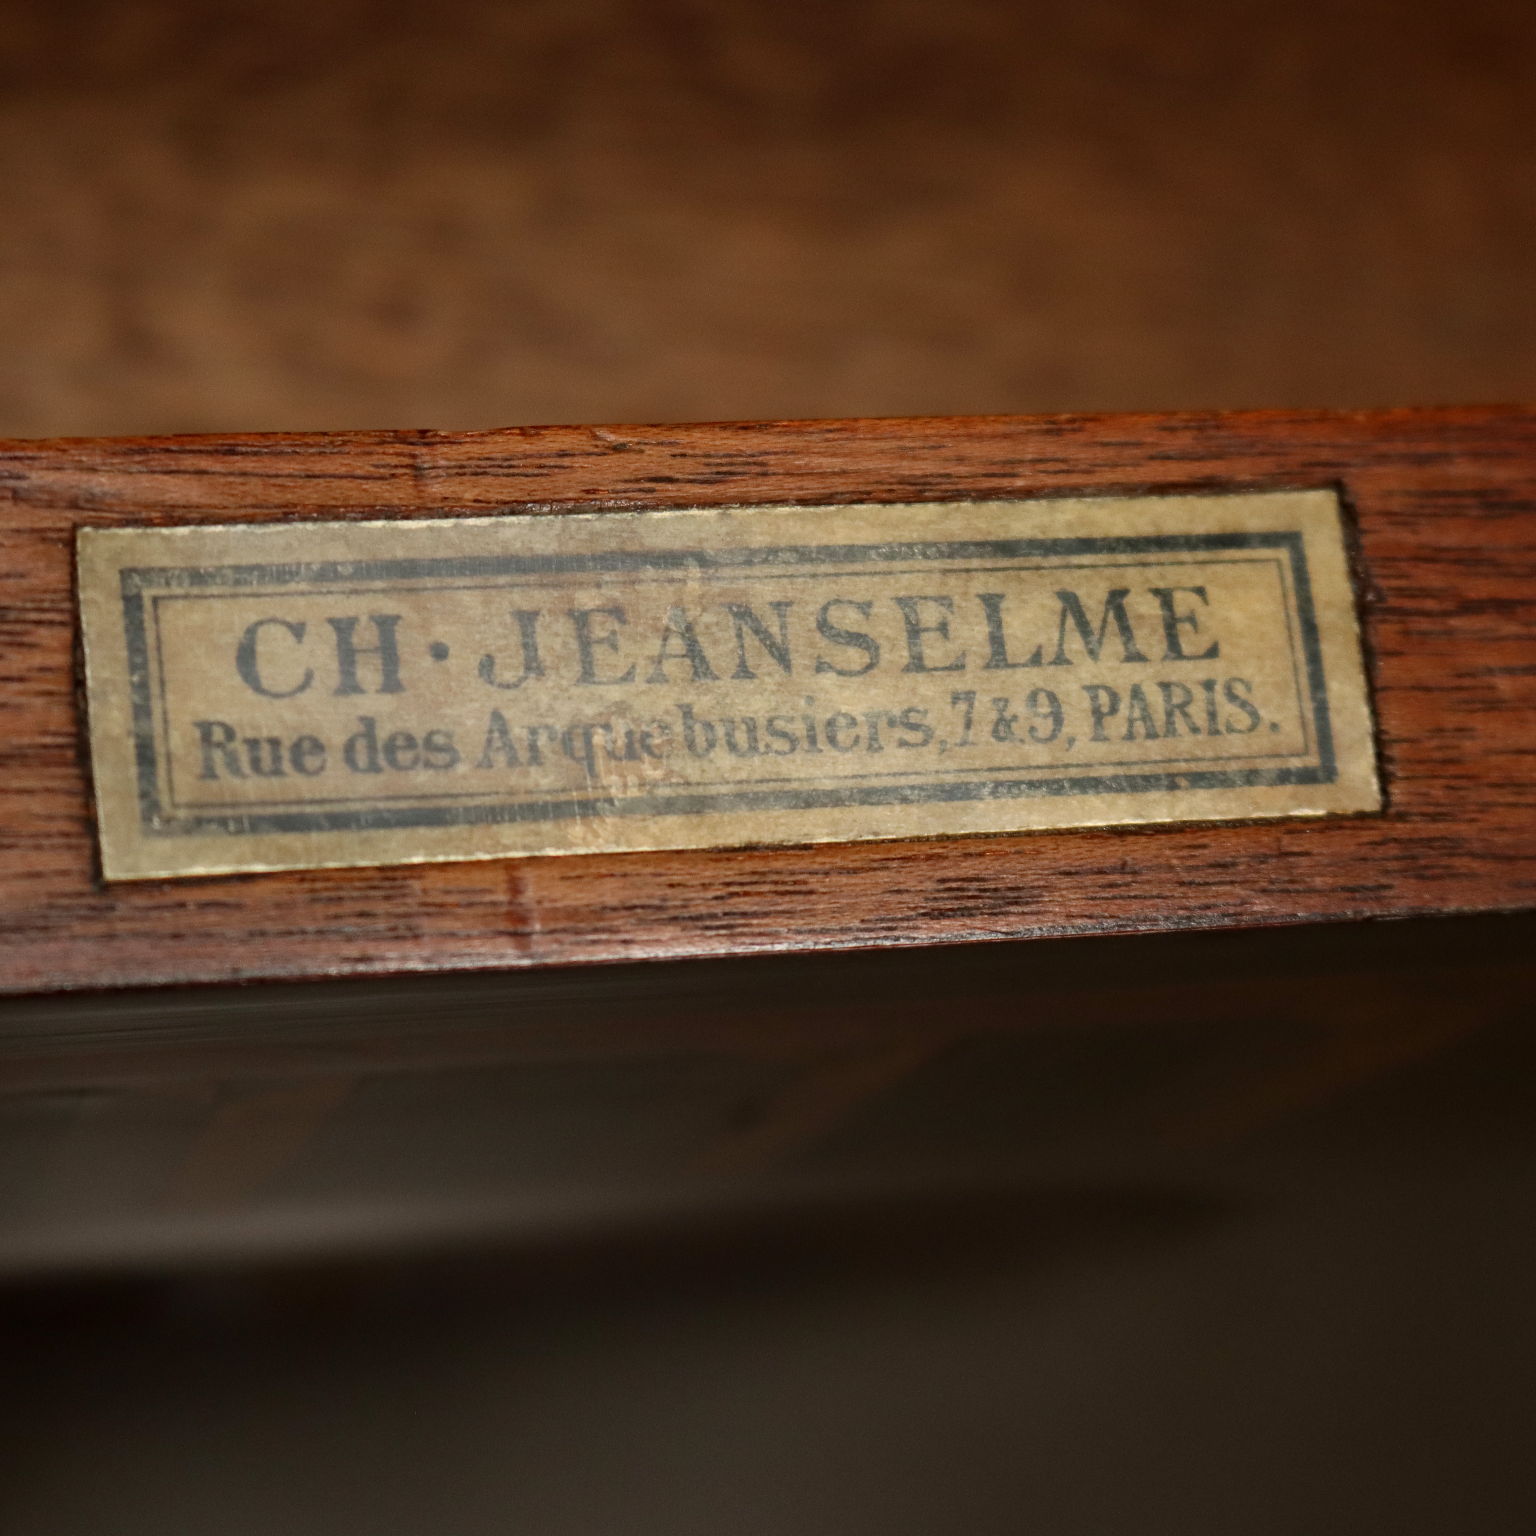 CH · JEANSELME
Rue des Arquebusiers, 7 & 9, PARIS.